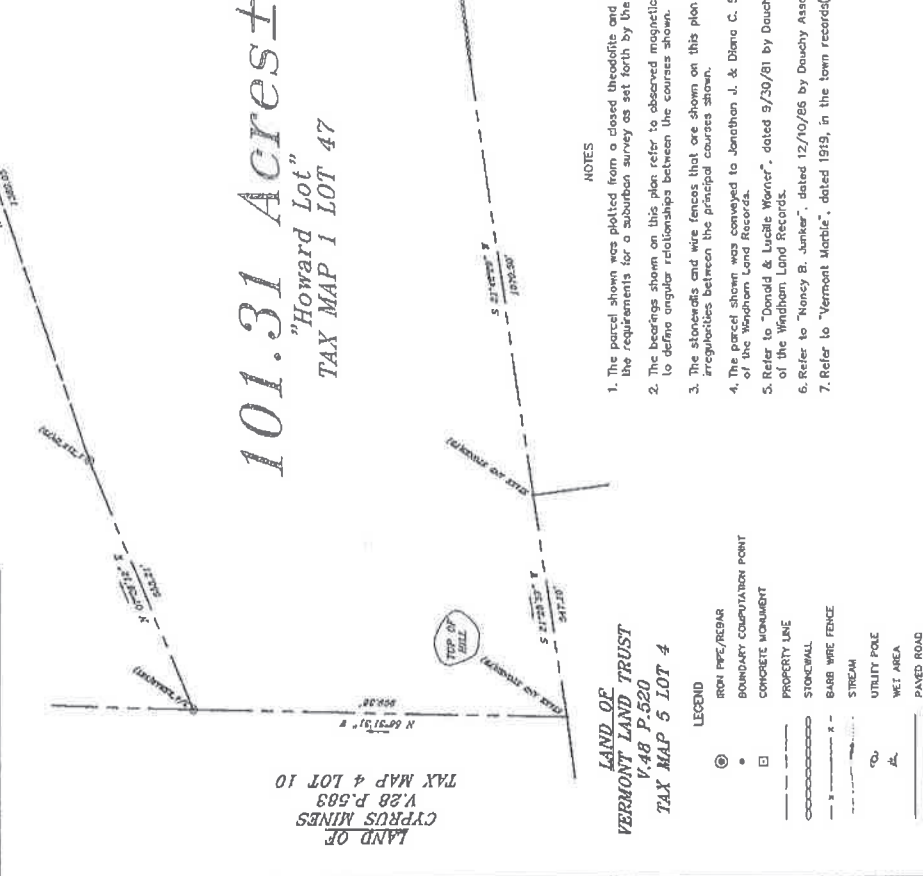 101.31 Acres±
"Howard Lot"
TAX MAP 1 LOT 47
TOP OF
HILL
LAND OF
CYPRUS MINES
V.28 P.583
TAX MAP 4 LOT 10
LAND OF
VERMONT LAND TRUST
V.48 P.520
TAX MAP 5 LOT 4
LEGEND
IRON PIPE/REBAR
BOUNDARY COMPUTATION POINT
CONCRETE MONUMENT
PROPERTY LINE
STONEWALL
BARB WIRE FENCE
STREAM
UTILITY POLE
WET AREA
PAVED ROAD
NOTES
1. The parcel shown was plotted from a closed theodolite and
the requirements for a suburban survey as set forth by the
2. The bearings shown on this plan refer to observed magnetic
to define angular relationships between the courses shown.
3. The stonewalls and wire fences that are shown on this plan
irregularities between the principal courses shown.
4. The parcel shown was conveyed to Jonathan J. & Diana C.
of the Windham Land Records.
5. Refer to "Donald & Lucille Warner", dated 9/30/81 by Dauch
of the Windham Land Records.
6. Refer to "Nancy B. Junker", dated 12/10/86 by Dauchy Asso
7. Refer to "Vermont Marble", dated 1919, in the town records